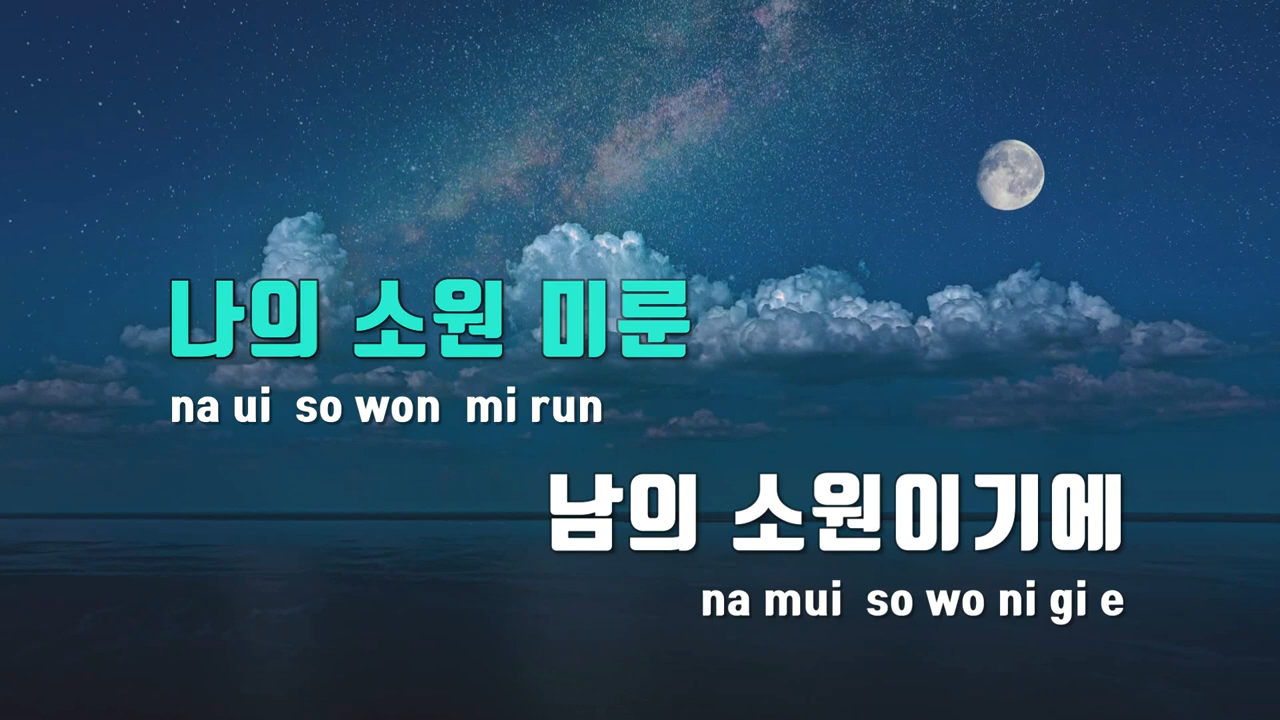 나의 소원 미룬
na ui so won mi run
남의 소원이기에
na mui so wo ni gi e